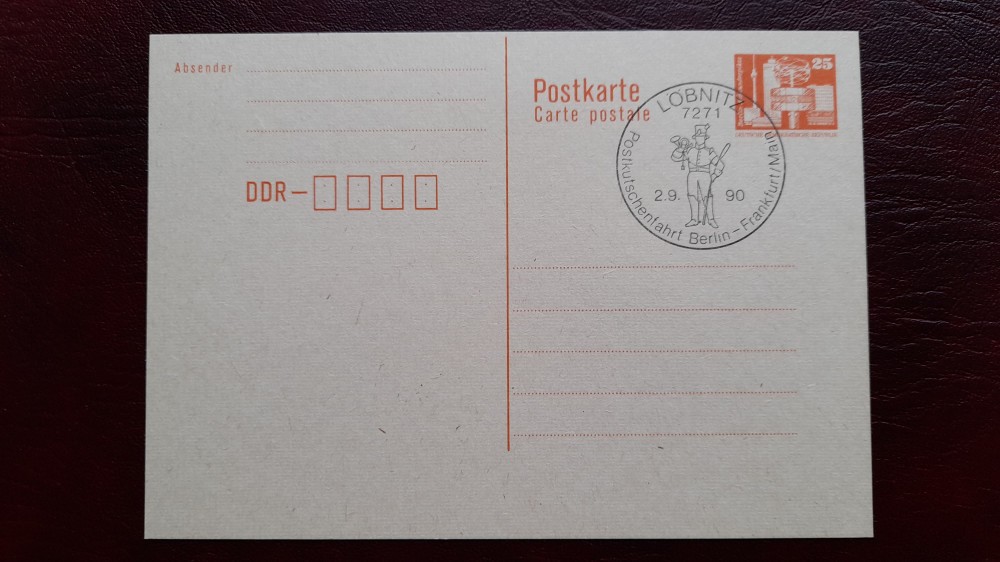 Absender
DDR–
Postkarte
Carte postale
25
LÖBNITZ
7271
2.9. 90
Postkutschenfahrt Berlin–Frankfurt/Main